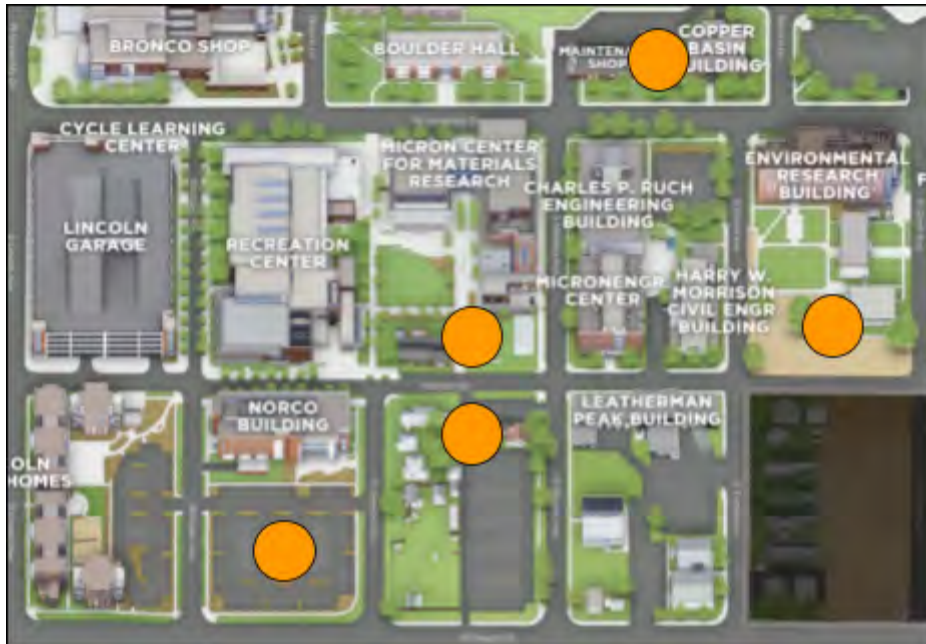 BRONCO SHOP
BOULDER HALL
SHOP
COPPER
BASIN
BUILDING
CYCLE LEARNING
CENTER
MICRON CENTER
FOR MATERIALS
RESEARCH
ENVIRONMENTAL
RESEARCH
BUILDING
CHARLES P. RUCH
ENGINEERING
BUILDING
LINCOLN
GARAGE
RECREATION
CENTER
MICRONENGR.
CENTER
HARRY W.
MORRISON
CIVIL ENGR
BUILDING
NORCO
BUILDING
LEATHERMAN
PEAK BUILDING
OLN
HOMES